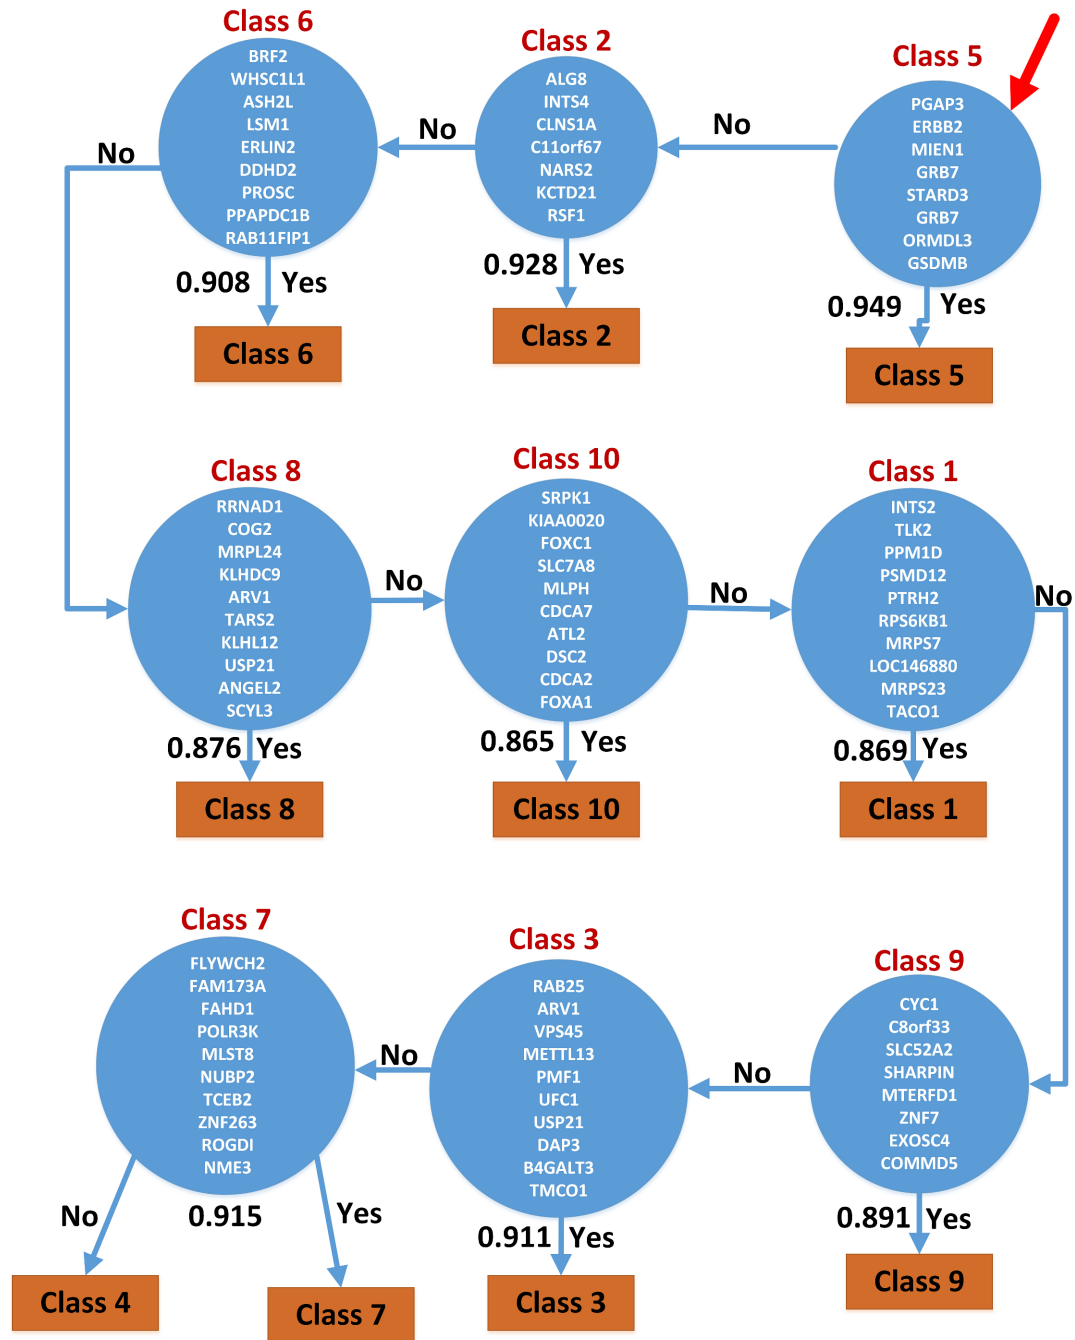 Class 6
BRF2
WHSC1L1
ASH2L
LSM1
ERLIN2
DDHD2
PROSC
PPAPDC1B
RAB11FIP1
No
0.908 Yes
Class 6
Class 2
ALG8
INTS4
CLNS1A
C11orf67
NARS2
KCTD21
RSF1
No
0.928 Yes
Class 2
Class 5
PGAP3
ERBB2
MIEN1
GRB7
STARD3
GRB7
ORMDL3
GSDMB
No
0.949 Yes
Class 5
Class 8
RRNAD1
COG2
MRPL24
KLHDC9
ARV1
TARS2
KLHL12
USP21
ANGEL2
SCYL3
No
0.876 Yes
Class 8
Class 10
SRPK1
KIAA0020
FOXC1
SLC7A8
MLPH
CDCA7
ATL2
DSC2
CDCA2
FOXA1
No
0.865 Yes
Class 10
Class 1
INTS2
TLK2
PPM1D
PSMD12
PTRH2
RPS6KB1
MRPS7
LOC146880
MRPS23
TACO1
No
0.869 Yes
Class 1
Class 7
FLYWCH2
FAM173A
FAHD1
POLR3K
MLST8
NUBP2
TCEB2
ZNF263
ROGDI
NME3
No
0.915
Yes
Class 4
Class 7
Class 3
RAB25
ARV1
VPS45
METTL13
PMF1
UFC1
USP21
DAP3
B4GALT3
TMCO1
No
0.911 Yes
Class 3
Class 9
CYC1
C8orf33
SLC52A2
SHARPIN
MTERFD1
ZNF7
EXOSC4
COMMD5
No
0.891 Yes
Class 9